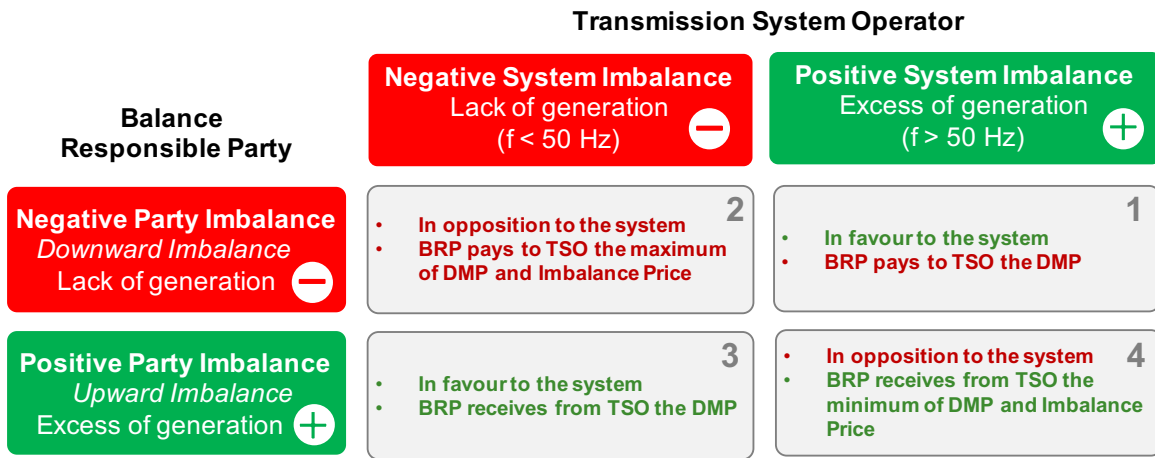 Transmission System Operator
Negative System Imbalance
Lack of generation
(f < 50 Hz)
Positive System Imbalance
Excess of generation
(f > 50 Hz)
Balance
Responsible Party
Negative Party Imbalance
Downward Imbalance
Lack of generation
2
• In opposition to the system
• BRP pays to TSO the maximum
of DMP and Imbalance Price
1
• In favour to the system
• BRP pays to TSO the DMP
Positive Party Imbalance
Upward Imbalance
Excess of generation
3
• In favour to the system
• BRP receives from TSO the DMP
4
• In opposition to the system
• BRP receives from TSO the
minimum of DMP and Imbalance
Price